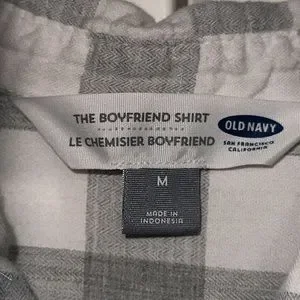 THE BOYFRIEND SHIRT
LE CHEMISIER BOYFRIEND
OLD NAVY
SAN FRANCISCO
CALIFORNIA
M
MADE IN
INDONESIA